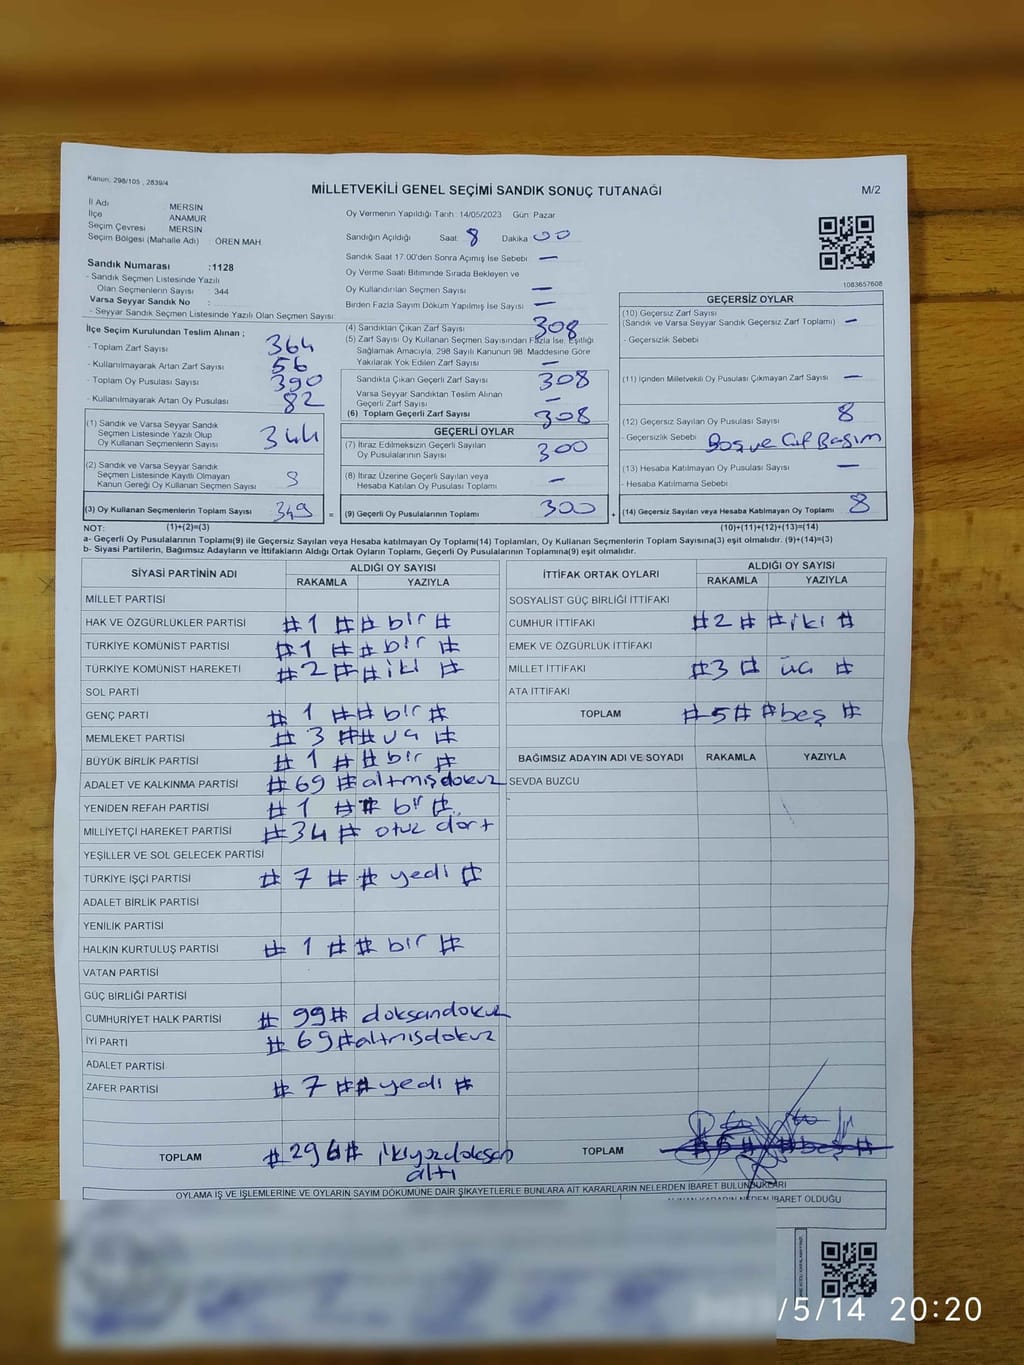 Kanun; 298/105 , 2839/4
MİLLETVEKİLİ GENEL SEÇİMİ SANDIK SONUÇ TUTANAĞI
M/2
İl Adı MERSİN
İlçe ANAMUR
Seçim Çevresi MERSİN
Seçim Bölgesi (Mahalle Adı) ÖREN MAH.
Sandık Numarası :1128
- Sandık Seçmen Listesinde Yazılı
Olan Seçmenlerin Sayısı : 344
Varsa Seyyar Sandık No :
- Seyyar Sandık Seçmen Listesinde Yazılı Olan Seçmen Sayısı
Oy Vermenin Yapıldığı Tarih :14/05/2023 Gün: Pazar
Sandığın Açıldığı Saat 8 Dakika 00
Sandık Saat 17:00'den Sonra Açımış İse Sebebi —
Oy Verme Saati Bitiminde Sırada Bekleyen ve
Oy Kullandırılan Seçmen Sayısı —
Birden Fazla Sayım Döküm Yapılmış İse Sayısı —
1083657608
İlçe Seçim Kurulundan Teslim Alınan ;
- Toplam Zarf Sayısı 364
- Kullanılmayarak Artan Zarf Sayısı 56
- Toplam Oy Pusulası Sayısı 390
- Kullanılmayarak Artan Oy Pusulası 82
(1) Sandık ve Varsa Seyyar Sandık
Seçmen Listesinde Yazılı Olup
Oy Kullanan Seçmenlerin Sayısı 344
(2) Sandık ve Varsa Seyyar Sandık
Seçmen Listesinde Kayıtlı Olmayan
Kanun Gereği Oy Kullanan Seçmen Sayısı
(3) Oy Kullanan Seçmenlerin Toplam Sayısı 349 =
(4) Sandıktan Çıkan Zarf Sayısı 308
(5) Zarf Sayısı Oy Kullanan Seçmen Sayısından Fazla İse, Eşitliği
Sağlamak Amacıyla, 298 Sayılı Kanunun 98. Maddesine Göre
Yakılarak Yok Edilen Zarf Sayısı —
Sandıkta Çıkan Geçerli Zarf Sayısı 308
Varsa Seyyar Sandıktan Teslim Alınan
Geçerli Zarf Sayısı —
(6) Toplam Geçerli Zarf Sayısı 308
GEÇERLİ OYLAR
(7) İtiraz Edilmeksizin Geçerli Sayılan
Oy Pusulalarının Sayısı 300
(8) İtiraz Üzerine Geçerli Sayılan veya
Hesaba Katılan Oy Pusulası Toplamı —
(9) Geçerli Oy Pusulalarının Toplamı 300 +
GEÇERSİZ OYLAR
(10) Geçersiz Zarf Sayısı
(Sandık ve Varsa Seyyar Sandık Geçersiz Zarf Toplamı) —
- Geçersizlik Sebebi
(11) İçinden Milletvekili Oy Pusulası Çıkmayan Zarf Sayısı —
(12) Geçersiz Sayılan Oy Pusulası Sayısı 8
- Geçersizlik Sebebi Boş ve Çift Basım
(13) Hesaba Katılmayan Oy Pusulası Sayısı —
- Hesaba Katılmama Sebebi
(14) Geçersiz Sayılan veya Hesaba Katılmayan Oy Toplamı 8
NOT: (1)+(2)=(3) (10)+(11)+(12)+(13)=(14)
a- Geçerli Oy Pusulalarının Toplamı(9) ile Geçersiz Sayılan veya Hesaba Katılmayan Oy Toplamı(14) Toplamları, Oy Kullanan Seçmenlerin Toplam Sayısına(3) eşit olmalıdır. (9)+(14)=(3)
b- Siyasi Partilerin, Bağımsız Adayların ve İttifakların Aldığı Ortak Oyların Toplamı, Geçerli Oy Pusulalarının Toplamına(9) eşit olmalıdır.
SİYASİ PARTİNİN ADI ALDIĞI OY SAYISI
RAKAMLA YAZIYLA
MİLLET PARTİSİ
HAK VE ÖZGÜRLÜKLER PARTİSİ #1 # # bir #
TÜRKİYE KOMÜNİST PARTİSİ #1 # # bir #
TÜRKİYE KOMÜNİST HAREKETİ #2 # # iki #
SOL PARTİ
GENÇ PARTİ # 1 # # bir #
MEMLEKET PARTİSİ # 3 # # üç #
BÜYÜK BİRLİK PARTİSİ # 1 # # bir #
ADALET VE KALKINMA PARTİSİ # 69 # altmışdokuz
YENİDEN REFAH PARTİSİ # 1 # # bir #
MİLLİYETÇİ HAREKET PARTİSİ #34 # otuz dört
YEŞİLLER VE SOL GELECEK PARTİSİ
TÜRKİYE İŞÇİ PARTİSİ # 7 # # yedi #
ADALET BİRLİK PARTİSİ
YENİLİK PARTİSİ
HALKIN KURTULUŞ PARTİSİ # 1 # # bir #
VATAN PARTİSİ
GÜÇ BİRLİĞİ PARTİSİ
CUMHURİYET HALK PARTİSİ # 99# doksandokuz
İYİ PARTİ # 69# altmışdokuz
ADALET PARTİSİ
ZAFER PARTİSİ # 7 # # yedi #
TOPLAM # 296# ikiyüzdoksan
altı
İTTİFAK ORTAK OYLARI ALDIĞI OY SAYISI
RAKAMLA YAZIYLA
SOSYALİST GÜÇ BİRLİĞİ İTTİFAKI
CUMHUR İTTİFAKI #2 # #iki #
EMEK VE ÖZGÜRLÜK İTTİFAKI
MİLLET İTTİFAKI #3 # üç #
ATA İTTİFAKI
TOPLAM #5# #beş #
BAĞIMSIZ ADAYIN ADI VE SOYADI RAKAMLA YAZIYLA
SEVDA BUZCU
TOPLAM
OYLAMA İŞ VE İŞLEMLERİNE VE OYLARIN SAYIM DÖKÜMÜNE DAİR ŞİKAYETLERLE BUNLARA AİT KARARLARIN NELERDEN İBARET BULUNDUKLARI
KARARIN NEDEN İBARET OLDUĞU
/5/14 20:20